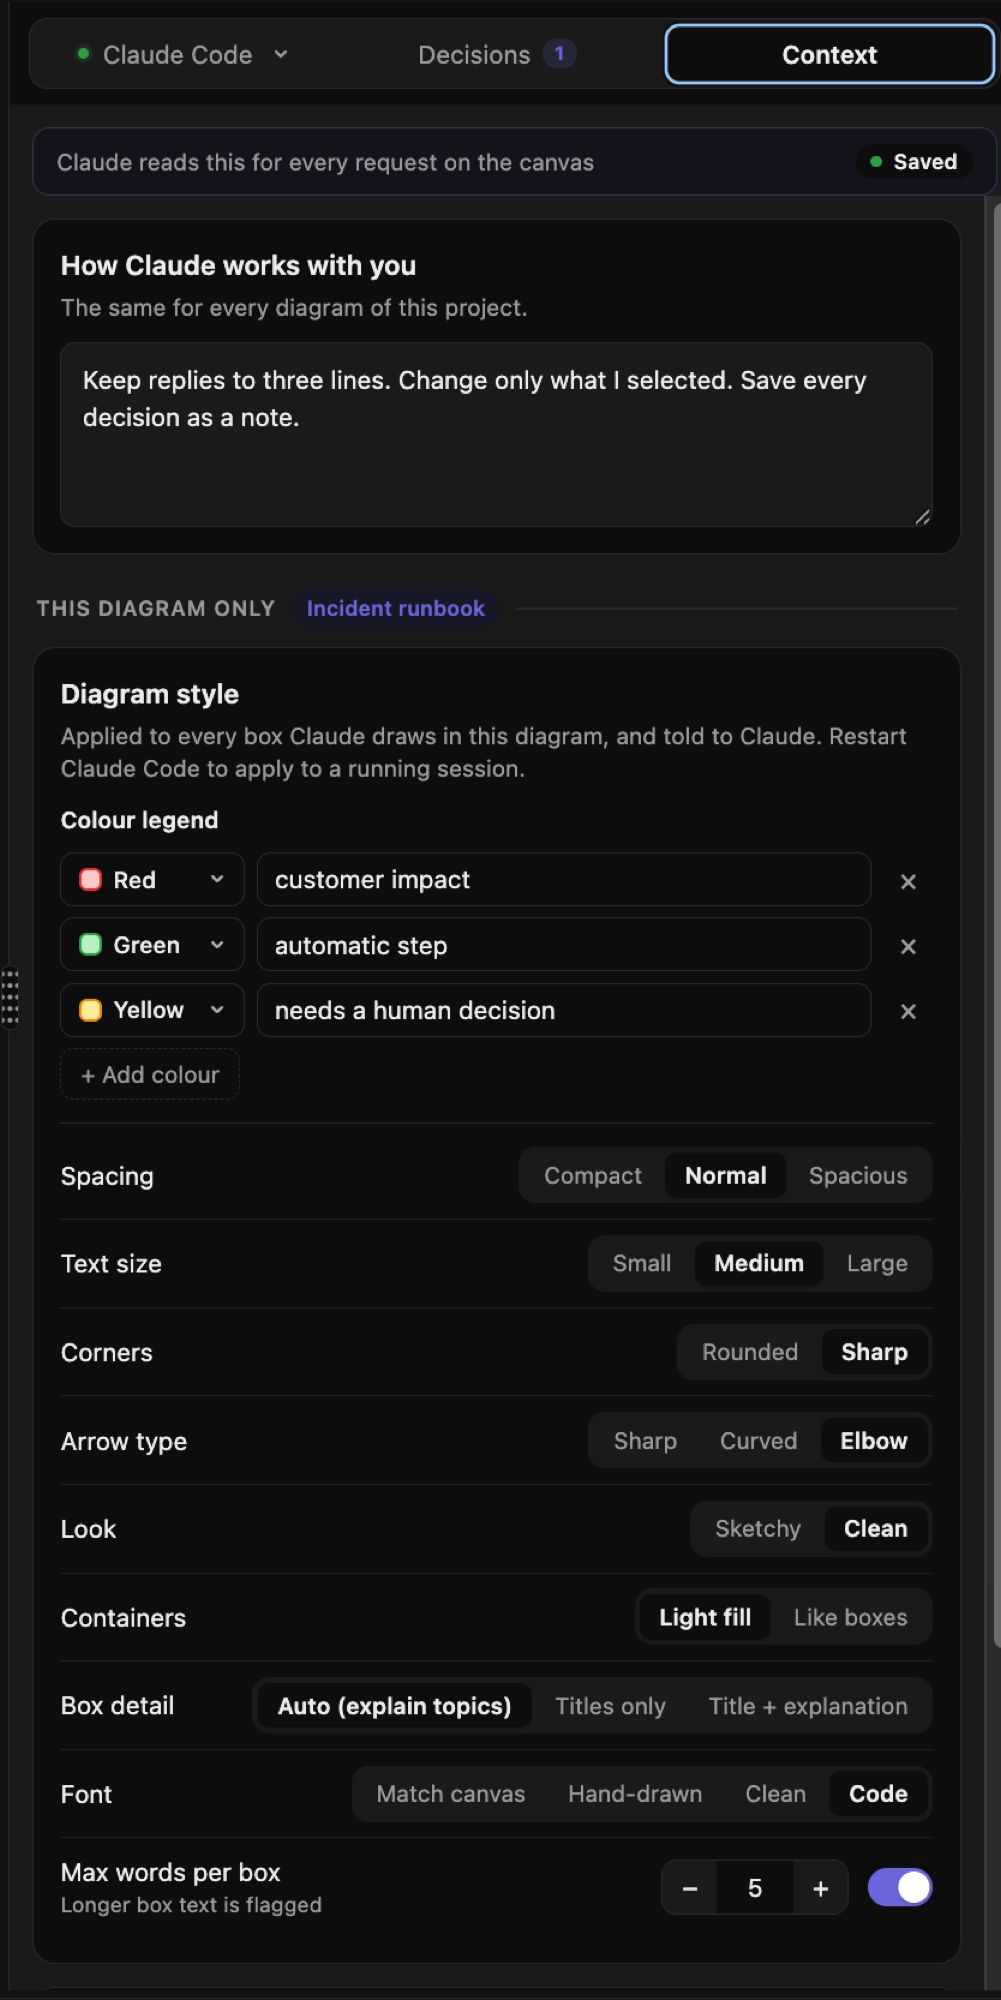 Claude Code
Decisions 1
Context
Claude reads this for every request on the canvas
Saved
How Claude works with you
The same for every diagram of this project.
Keep replies to three lines. Change only what I selected. Save every
decision as a note.
THIS DIAGRAM ONLY
Incident runbook
Diagram style
Applied to every box Claude draws in this diagram, and told to Claude. Restart
Claude Code to apply to a running session.
Colour legend
Red
customer impact
Green
automatic step
Yellow
needs a human decision
+ Add colour
Spacing
Compact Normal Spacious
Text size
Small Medium Large
Corners
Rounded Sharp
Arrow type
Sharp Curved Elbow
Look
Sketchy Clean
Containers
Light fill Like boxes
Box detail
Auto (explain topics) Titles only Title + explanation
Font
Match canvas Hand-drawn Clean Code
Max words per box
Longer box text is flagged
− 5 +